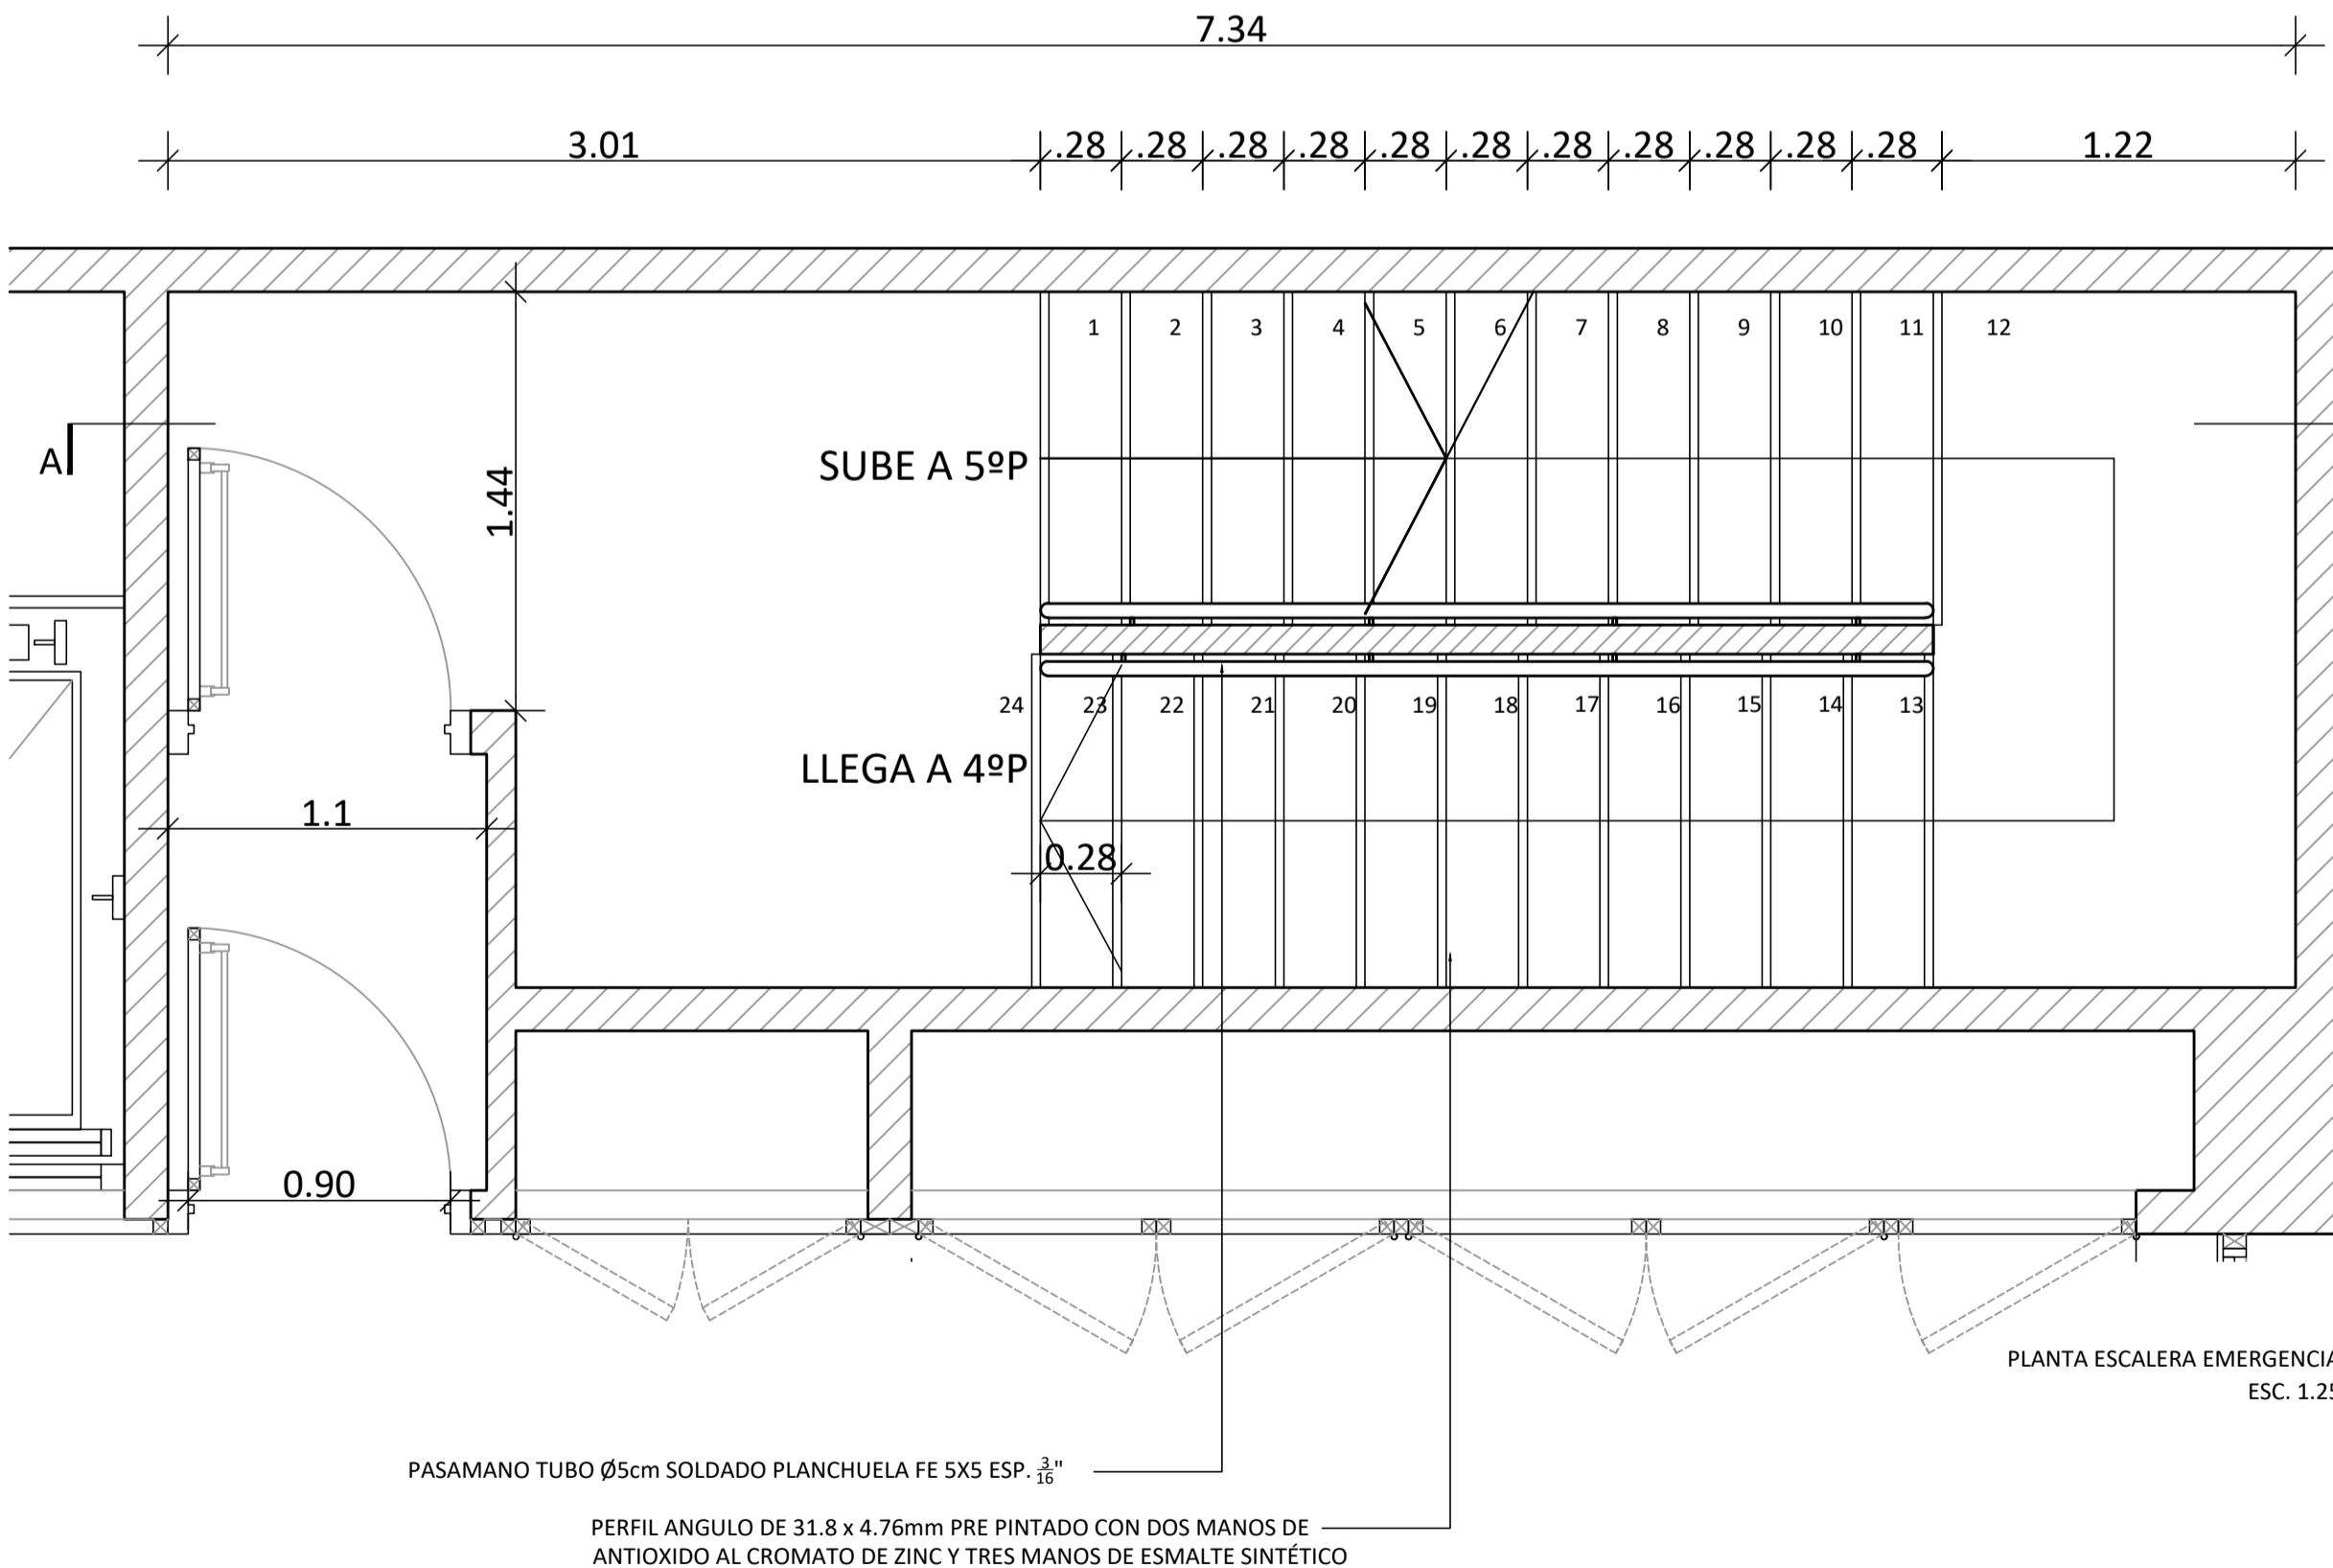 7.34
3.01 .28 .28 .28 .28 .28 .28 .28 .28 .28 .28 .28 1.22
1 2 3 4 5 6 7 8 9 10 11 12
A
SUBE A 5ºP
1.44
24 23 22 21 20 19 18 17 16 15 14 13
LLEGA A 4ºP
1.1
0.28
0.90
PLANTA ESCALERA EMERGENCIA
ESC. 1.25
PASAMANO TUBO Ø5cm SOLDADO PLANCHUELA FE 5X5 ESP. 3/16"
PERFIL ANGULO DE 31.8 x 4.76mm PRE PINTADO CON DOS MANOS DE
ANTIOXIDO AL CROMATO DE ZINC Y TRES MANOS DE ESMALTE SINTÉTICO